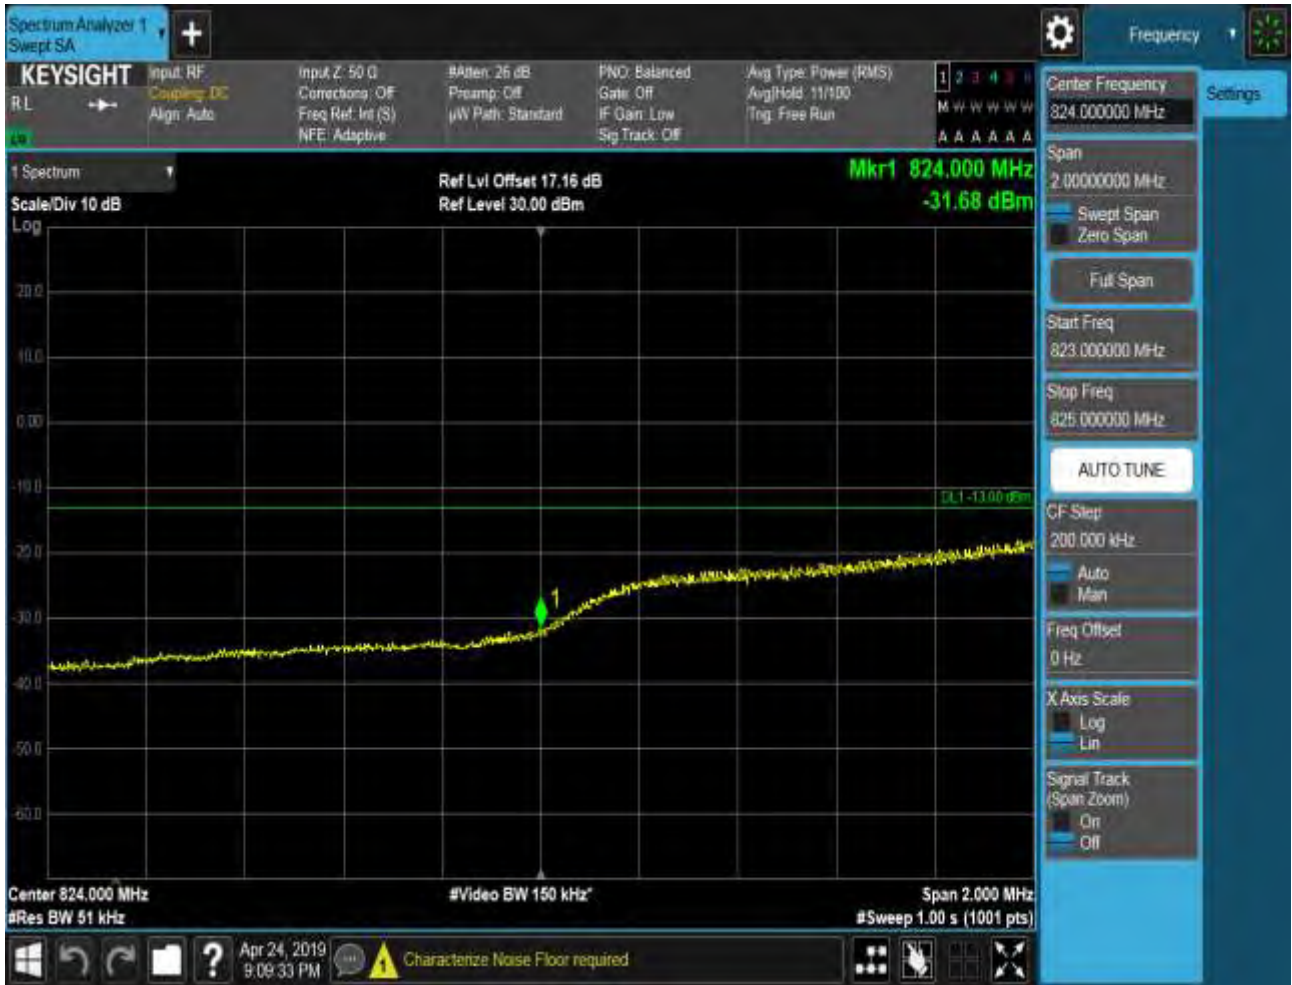 Spectrum Analyzer 1
Swept SA
Frequency
KEYSIGHT
R L
Input: RF
Coupling: DC
Align: Auto
Input Z: 50 Ω
Corrections: Off
Freq Ref: Int (S)
NFE: Adaptive
#Atten: 26 dB
Preamp: Off
µW Path: Standard
PNO: Balanced
Gate: Off
IF Gain: Low
Sig Track: Off
Avg Type: Power (RMS)
Avg|Hold: 11/100
Trig: Free Run
1 2 3 4 5 6
M W W W W W
A A A A A A
1 Spectrum
Scale/Div 10 dB
Log
Ref Lvl Offset 17.16 dB
Ref Level 30.00 dBm
Mkr1 824.000 MHz
-31.68 dBm
20.0
10.0
0.00
-10.0
DL1 -13.00 dBm
-20.0
1
-30.0
-40.0
-50.0
-60.0
Center 824.000 MHz
#Video BW 150 kHz*
Span 2.000 MHz
#Res BW 51 kHz
#Sweep 1.00 s (1001 pts)
Center Frequency
824.000000 MHz
Settings
Span
2.00000000 MHz
Swept Span
Zero Span
Full Span
Start Freq
823.000000 MHz
Stop Freq
825.000000 MHz
AUTO TUNE
CF Step
200.000 kHz
Auto
Man
Freq Offset
0 Hz
X Axis Scale
Log
Lin
Signal Track
(Span Zoom)
On
Off
?
Apr 24, 2019
9:09:33 PM
1
Characterize Noise Floor required